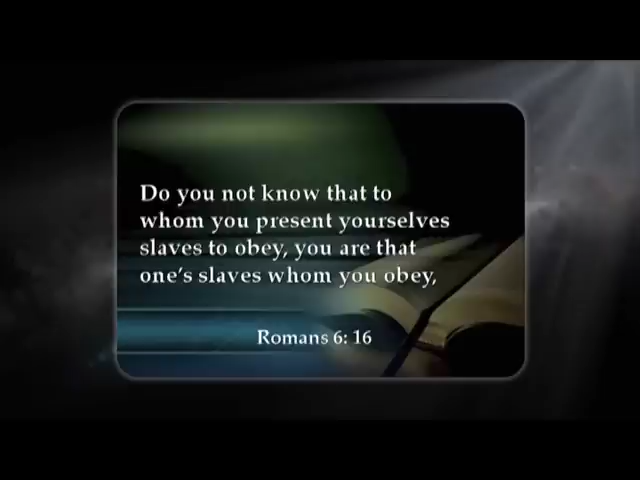 Do you not know that to
whom you present yourselves
slaves to obey, you are that
one's slaves whom you obey,
Romans 6: 16